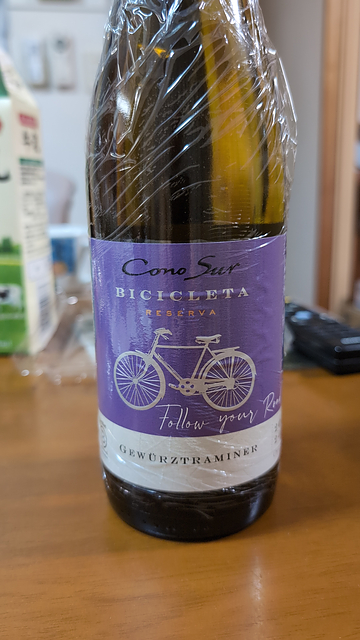 Cono Sur
BICICLETA
RESERVA
Follow your
GEWÜRZTRAMINER